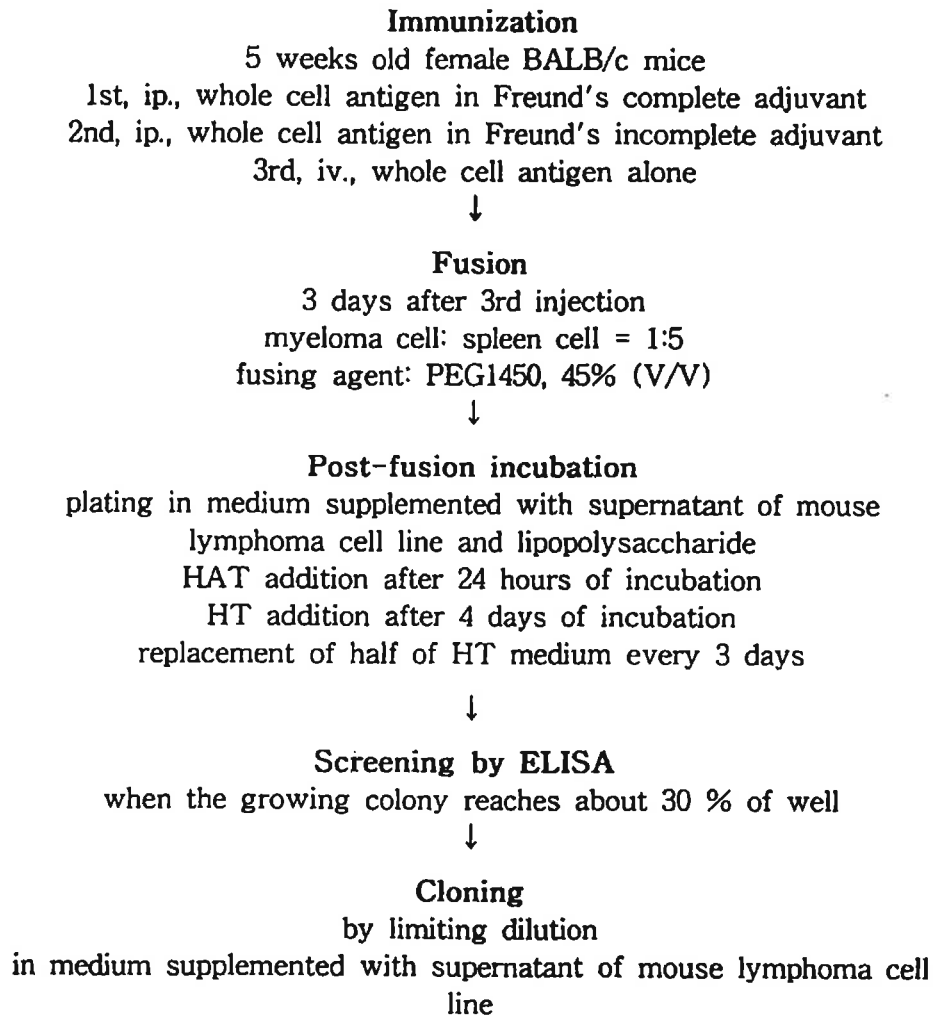 Immunization
5 weeks old female BALB/c mice
1st, ip., whole cell antigen in Freund's complete adjuvant
2nd, ip., whole cell antigen in Freund's incomplete adjuvant
3rd, iv., whole cell antigen alone
↓
Fusion
3 days after 3rd injection
myeloma cell: spleen cell = 1:5
fusing agent: PEG1450, 45% (V/V)
↓
Post-fusion incubation
plating in medium supplemented with supernatant of mouse
lymphoma cell line and lipopolysaccharide
HAT addition after 24 hours of incubation
HT addition after 4 days of incubation
replacement of half of HT medium every 3 days
↓
Screening by ELISA
when the growing colony reaches about 30 % of well
↓
Cloning
by limiting dilution
in medium supplemented with supernatant of mouse lymphoma cell
line